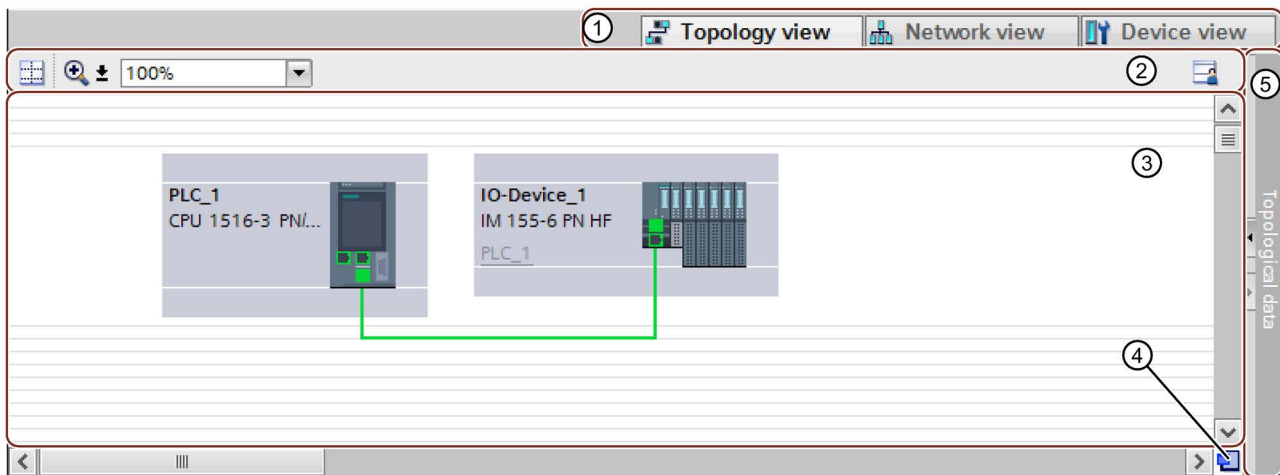 ① Topology view Network view Device view
100% ②
⑤
③
PLC_1
CPU 1516-3 PN/...
IO-Device_1
IM 155-6 PN HF
PLC_1
Topological data
④